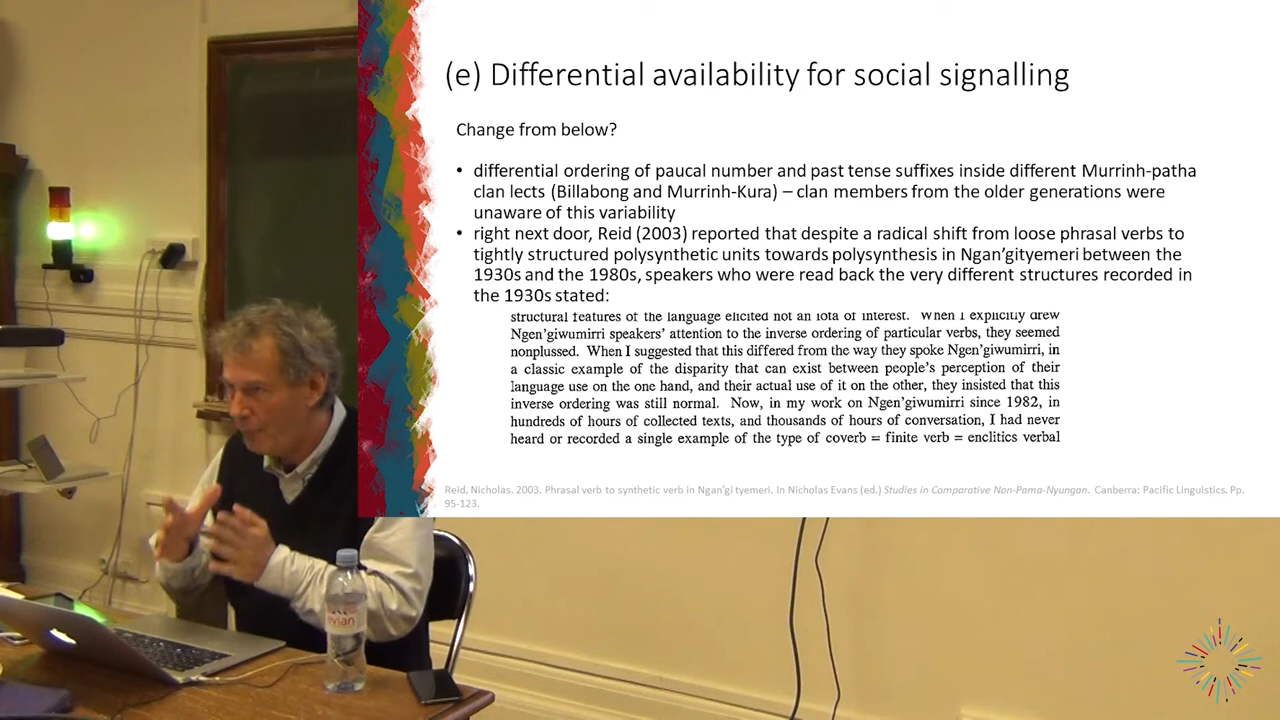 (e) Differential availability for social signalling
Change from below?
• differential ordering of paucal number and past tense suffixes inside different Murrinh-patha
clan lects (Billabong and Murrinh-Kura) – clan members from the older generations were
unaware of this variability
• right next door, Reid (2003) reported that despite a radical shift from loose phrasal verbs to
tightly structured polysynthetic units towards polysynthesis in Ngan’gityemeri between the
1930s and the 1980s, speakers who were read back the very different structures recorded in
the 1930s stated:
structural features of the language elicited not an iota of interest. When I explicitly drew
Ngen'giwumirri speakers' attention to the inverse ordering of particular verbs, they seemed
nonplussed. When I suggested that this differed from the way they spoke Ngen'giwumirri, in
a classic example of the disparity that can exist between people's perception of their
language use on the one hand, and their actual use of it on the other, they insisted that this
inverse ordering was still normal. Now, in my work on Ngen'giwumirri since 1982, in
hundreds of hours of collected texts, and thousands of hours of conversation, I had never
heard or recorded a single example of the type of coverb = finite verb = enclitics verbal
Reid, Nicholas. 2003. Phrasal verb to synthetic verb in Ngan'gi tyemeri. In Nicholas Evans (ed.) Studies in Comparative Non-Pama-Nyungan. Canberra: Pacific Linguistics. Pp.
95-123.
evian